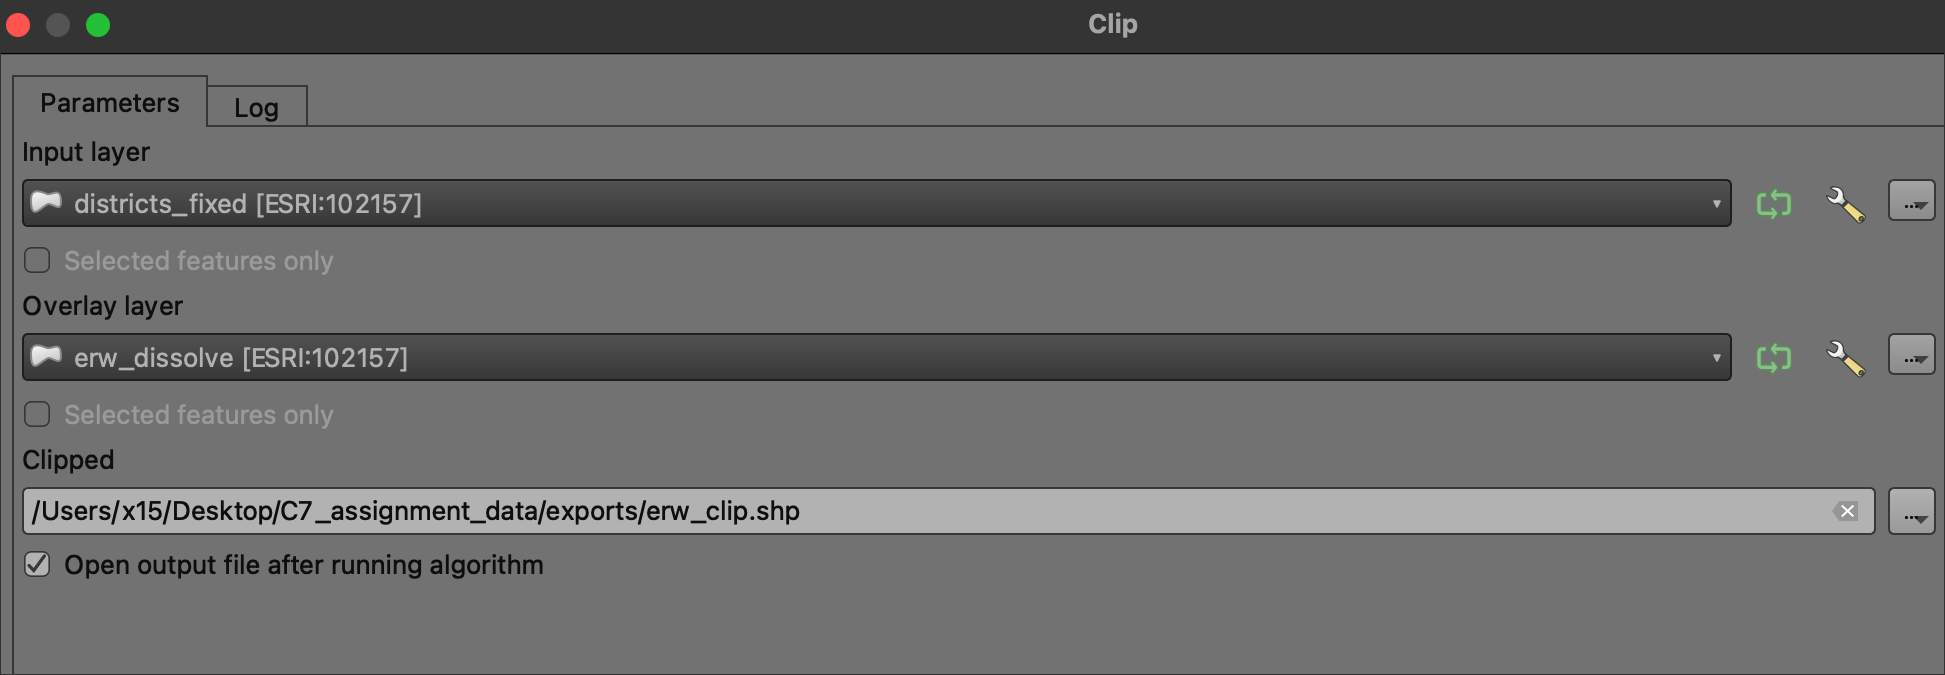 Clip
Parameters
Log
Input layer
districts_fixed [ESRI:102157]
...
Selected features only
Overlay layer
erw_dissolve [ESRI:102157]
...
Selected features only
Clipped
/Users/x15/Desktop/C7_assignment_data/exports/erw_clip.shp
...
Open output file after running algorithm